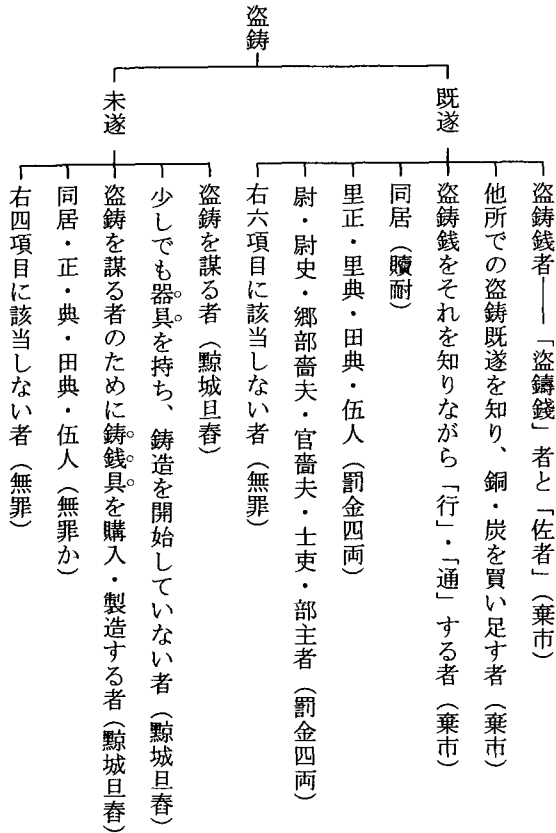 盗鋳
既遂
盗鋳銭者――「盗鑄錢」者と「佐者」（棄市）
他所での盗鋳既遂を知り、銅・炭を買い足す者（棄市）
盗鋳銭をそれを知りながら「行」・「通」する者（棄市）
同居（贖耐）
里正・里典・田典・伍人（罰金四両）
尉・尉史・郷部嗇夫・官嗇夫・士吏・部主者（罰金四両）
右六項目に該当しない者（無罪）
未遂
盗鋳を謀る者（黥城旦舂）
少しでも器具を持ち、鋳造を開始していない者（黥城旦舂）
盗鋳を謀る者のために鋳銭具を購入・製造する者（黥城旦舂）
同居・正・典・田典・伍人（無罪か）
右四項目に該当しない者（無罪）